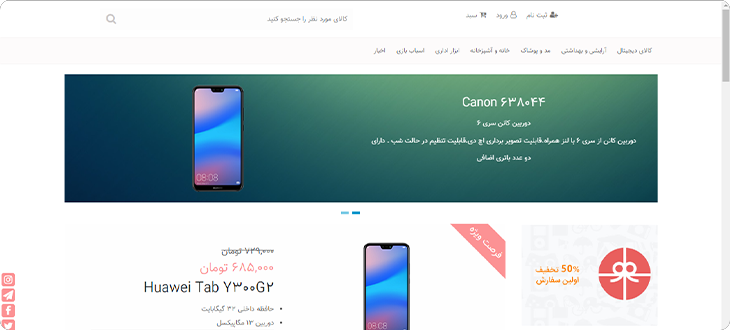 ثبت نام
ورود
سبد
کالای مورد نظر را جستجو کنید
کالای دیجیتال
آرایشی و بهداشتی
مد و پوشاک
خانه و آشپزخانه
ابزار اداری
اسباب بازی
اخبار
Canon ۶۳۸۰۴۴
دوربین کانن سری ۶
دوربین کانن از سری ۶ با لنز همراه.قابلیت تصویر برداری اچ دی.قابلیت تنظیم در حالت شب . دارای
دو عدد باتری اضافی
08:08
50% تخفیف
اولین سفارش
فرصت ویژه
۷۳۹,۰۰۰ تومان
۶۸۵,۰۰۰ تومان
Huawei Tab Y۳۰۰G۲
حافظه داخلی ۳۲ گیگابایت
دوربین ۱۳ مگاپیکسل